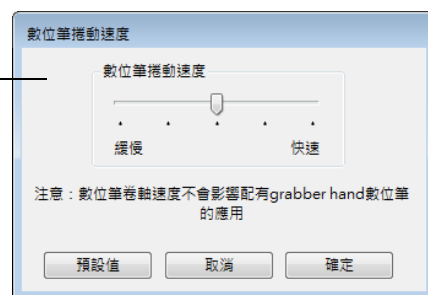 數位筆捲動速度
數位筆捲動速度
緩慢 快速
注意：數位筆卷軸速度不會影響配有grabber hand數位筆
的應用
預設值 取消 確定